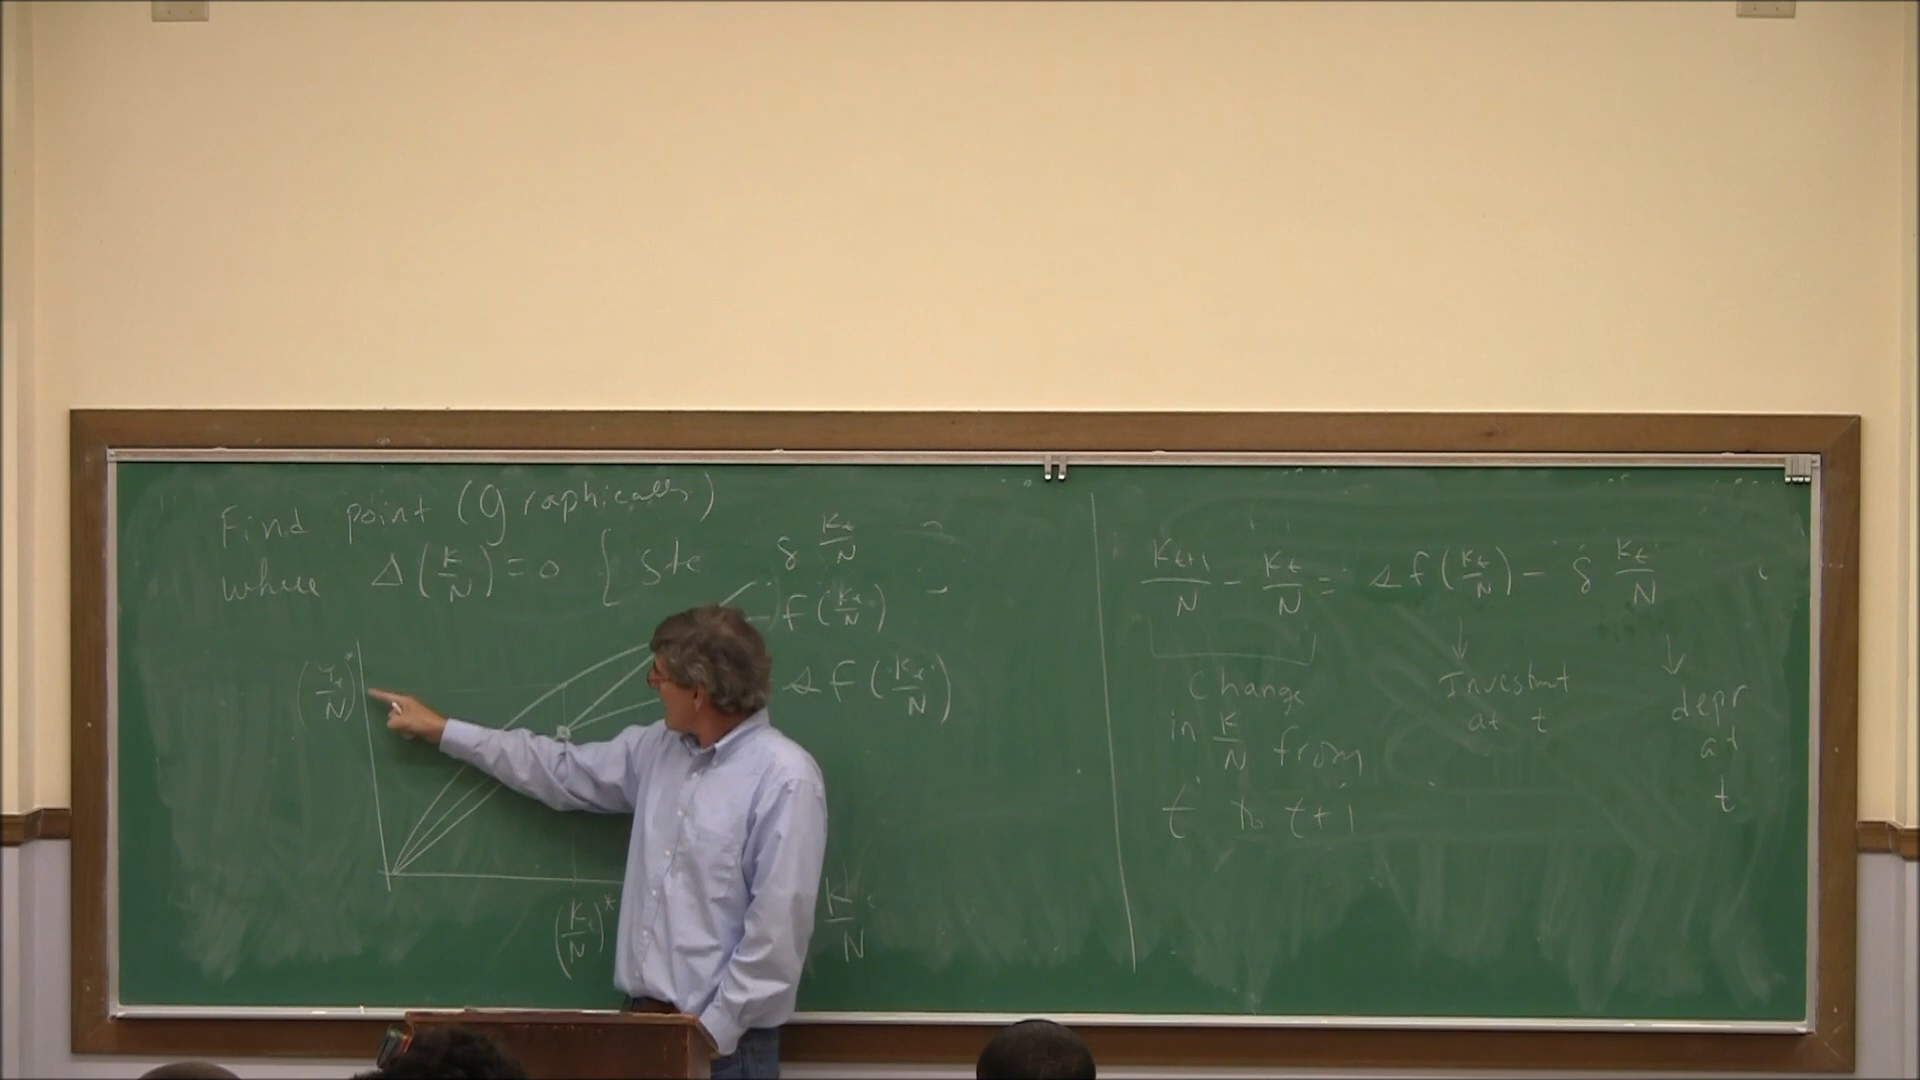 Find point (graphically)
where Δ(K/N) = 0 [ Ste
δ Kt/N
f(Kt/N)
s f(Kt/N)
(Yt/N)*
(Kt/N)*
K/N
Kt+1/N - Kt/N = s f(Kt/N) - δ Kt/N
Change
in K/N from
t to t+1
↓
Investment
at t
↓
depr
at
t